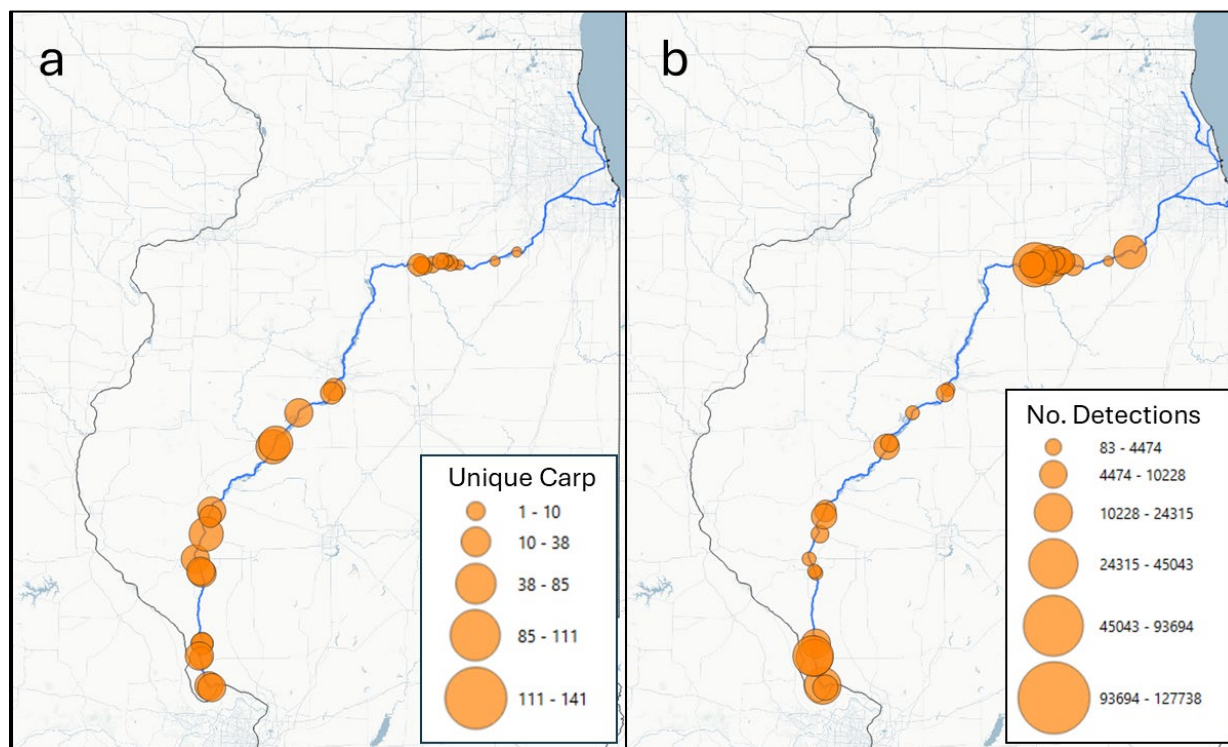 a
Unique Carp
1 - 10
10 - 38
38 - 85
85 - 111
111 - 141
b
No. Detections
83 - 4474
4474 - 10228
10228 - 24315
24315 - 45043
45043 - 93694
93694 - 127738